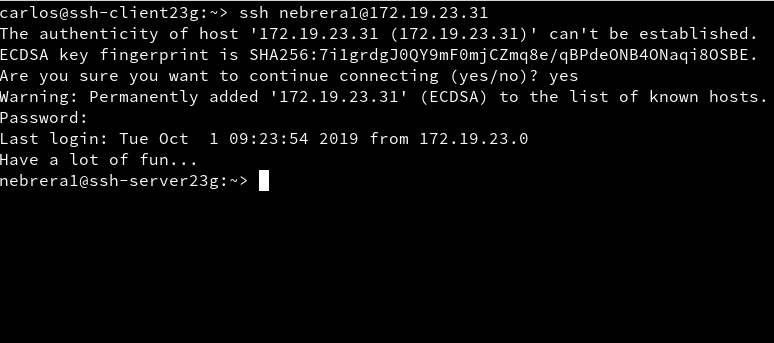 carlos@ssh-client23g:~> ssh nebrera1@172.19.23.31
The authenticity of host '172.19.23.31 (172.19.23.31)' can't be established.
ECDSA key fingerprint is SHA256:7i1grdgJ0QY9mF0mjCZmq8e/qBPdeONB4ONaqi8OSBE.
Are you sure you want to continue connecting (yes/no)? yes
Warning: Permanently added '172.19.23.31' (ECDSA) to the list of known hosts.
Password:
Last login: Tue Oct  1 09:23:54 2019 from 172.19.23.0
Have a lot of fun...
nebrera1@ssh-server23g:~>